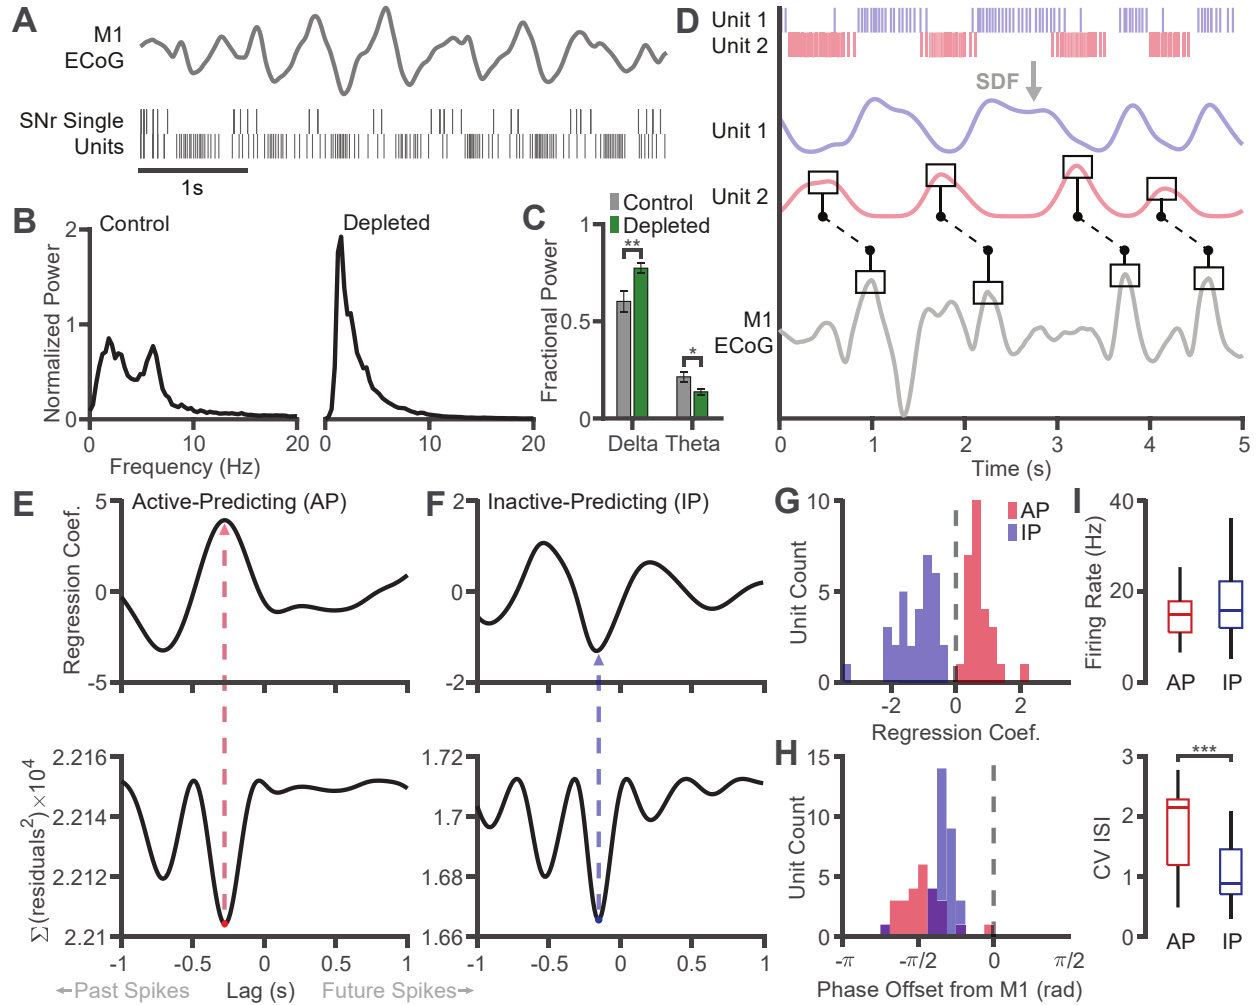 A
M1
ECoG
SNr Single
Units
1s
B
Control
Depleted
Normalized Power
2
1
0
0
10
20
0
10
20
Frequency (Hz)
C
Control
Depleted
Fractional Power
1
0.5
0
**
*
Delta
Theta
D
Unit 1
Unit 2
SDF
Unit 1
Unit 2
M1
ECoG
0
1
2
3
4
5
Time (s)
E
Active-Predicting (AP)
Regression Coef.
5
0
-5
Σ(residuals²)×10⁴
2.216
2.214
2.212
2.21
-1
-0.5
0
0.5
1
F
Inactive-Predicting (IP)
2
0
-2
1.72
1.7
1.68
1.66
-1
-0.5
0
0.5
1
←Past Spikes
Lag (s)
Future Spikes→
G
AP
IP
Unit Count
10
5
0
-2
0
2
Regression Coef.
H
Unit Count
15
10
5
0
-π
-π/2
0
π/2
Phase Offset from M1 (rad)
I
Firing Rate (Hz)
40
20
0
AP
IP
CV ISI
3
2
1
0
***
AP
IP